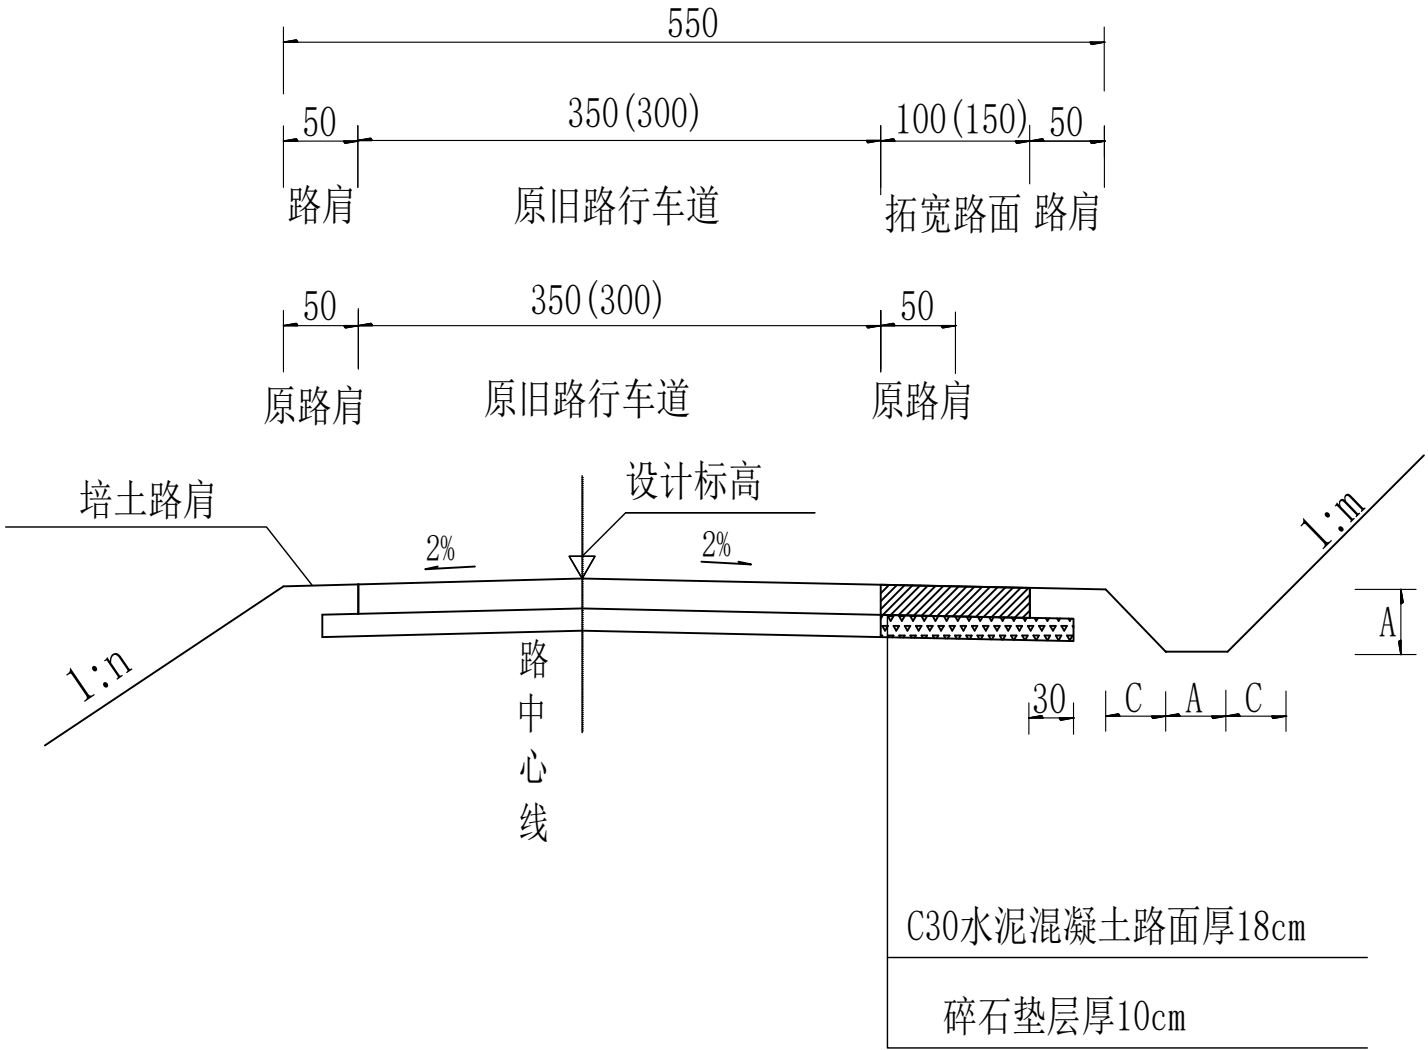 550
50 350(300) 100(150) 50
路肩 原旧路行车道 拓宽路面 路肩
50 350(300) 50
原路肩 原旧路行车道 原路肩
培土路肩
设计标高
2% 2%
1:m
1:n
A
30 C A C
路中心线
C30水泥混凝土路面厚18cm
碎石垫层厚10cm